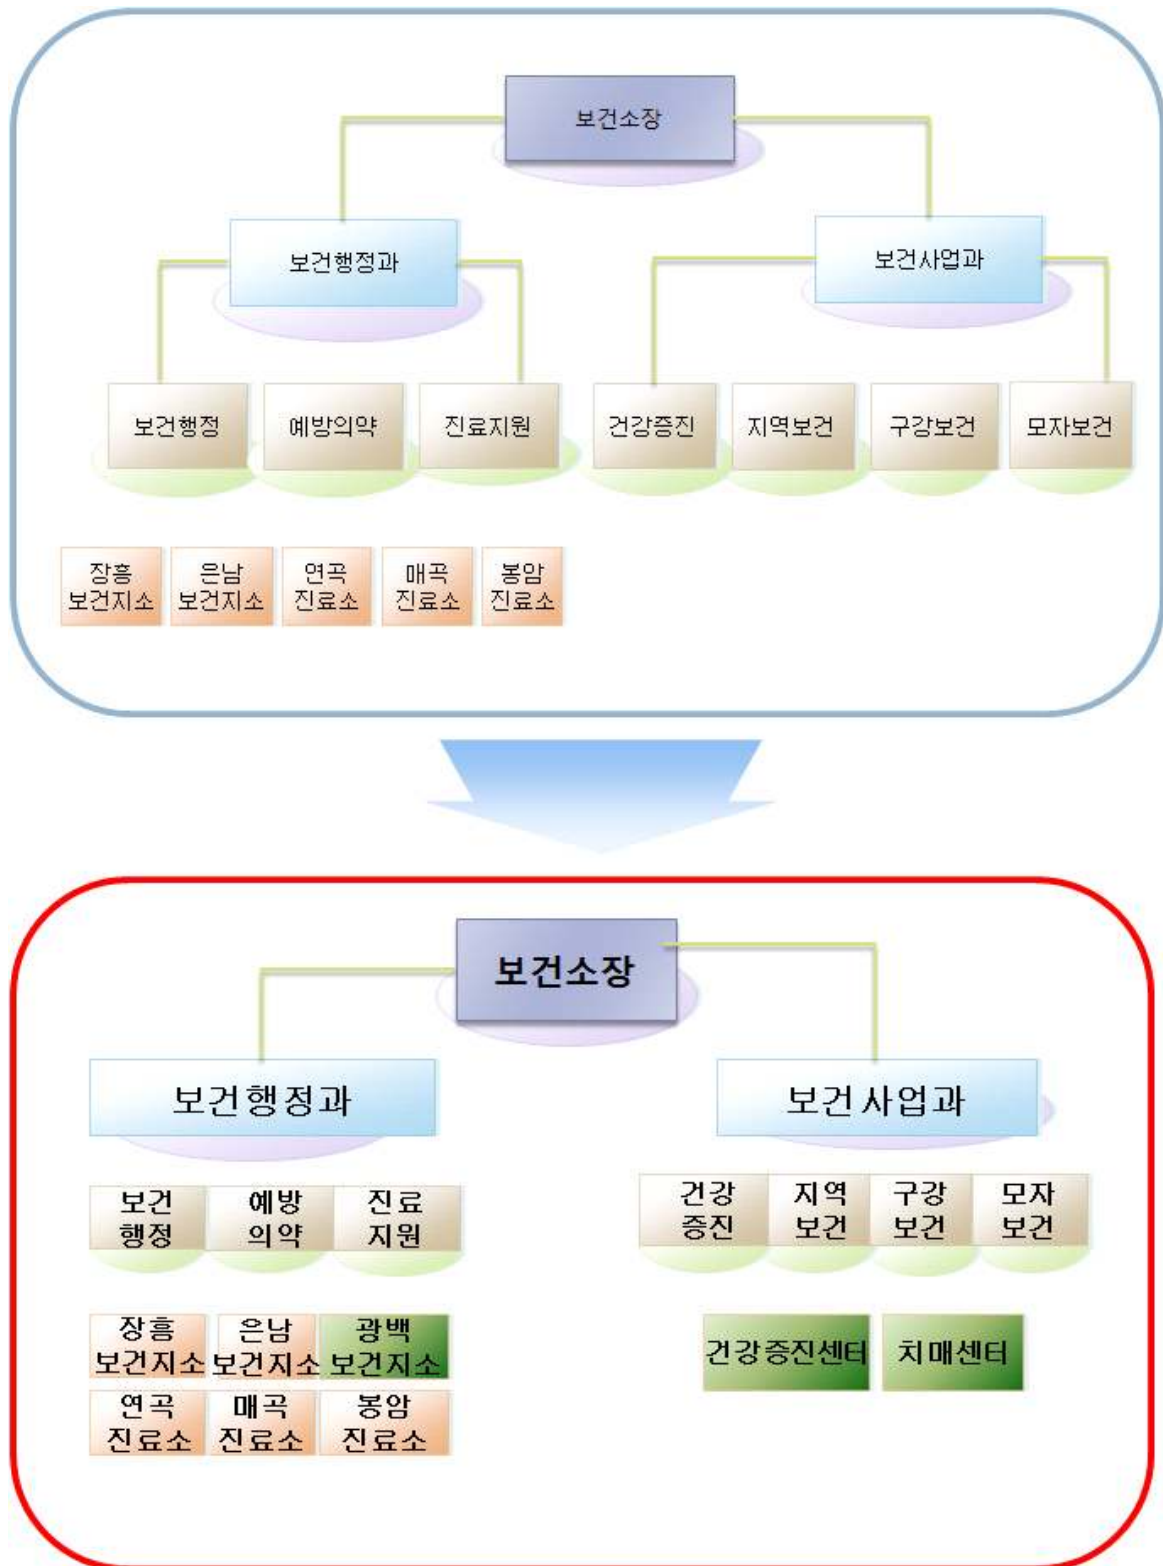 보건소장
보건행정과
보건사업과
보건행정
예방의약
진료지원
건강증진
지역보건
구강보건
모자보건
장흥
보건지소
은남
보건지소
연곡
진료소
매곡
진료소
봉암
진료소
보건소장
보건행정과
보건사업과
보건
행정
예방
의약
진료
지원
건강
증진
지역
보건
구강
보건
모자
보건
장흥
보건지소
은남
보건지소
광백
보건지소
건강증진센터
치매센터
연곡
진료소
매곡
진료소
봉암
진료소